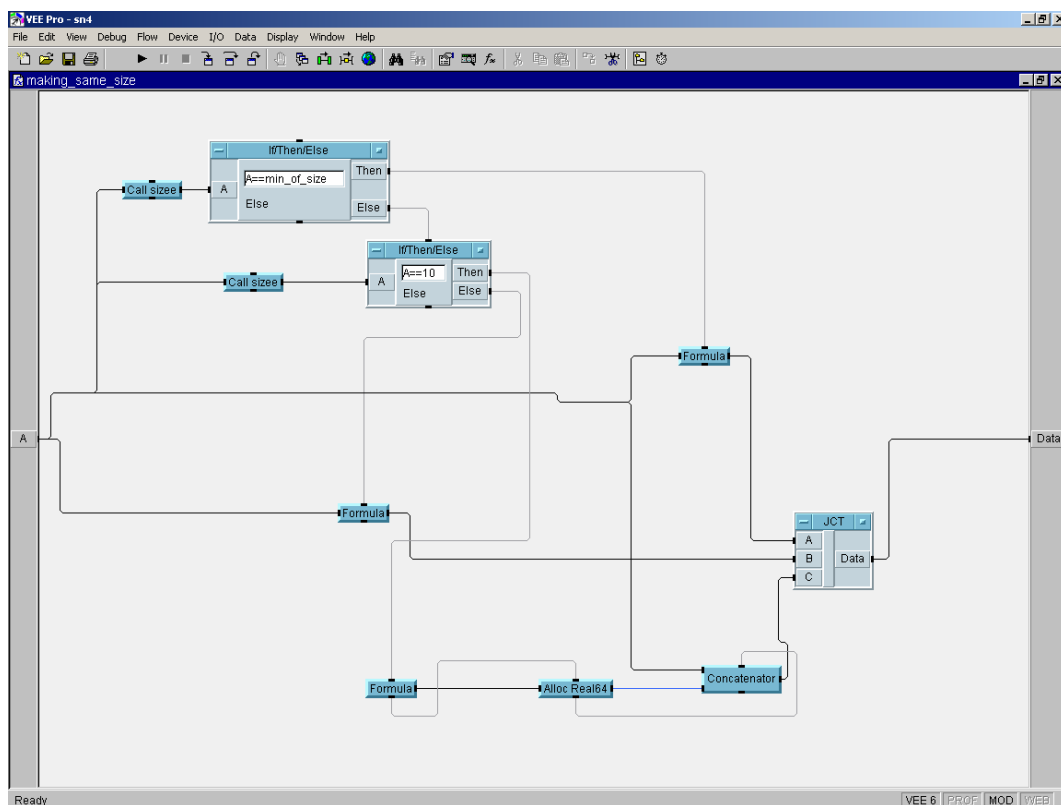 VEE Pro - sn4
File Edit View Debug Flow Device I/O Data Display Window Help
making_same_size
If/Then/Else
Then
Call sizee
A
A==min_of_size
Else
Else
If/Then/Else
Call sizee
A
A==10
Then
Else
Else
Formula
A
Data
Formula
JCT
A
B
Data
C
Concatenator
Formula
Alloc Real64
Ready
VEE 6 PROF MOD WEB